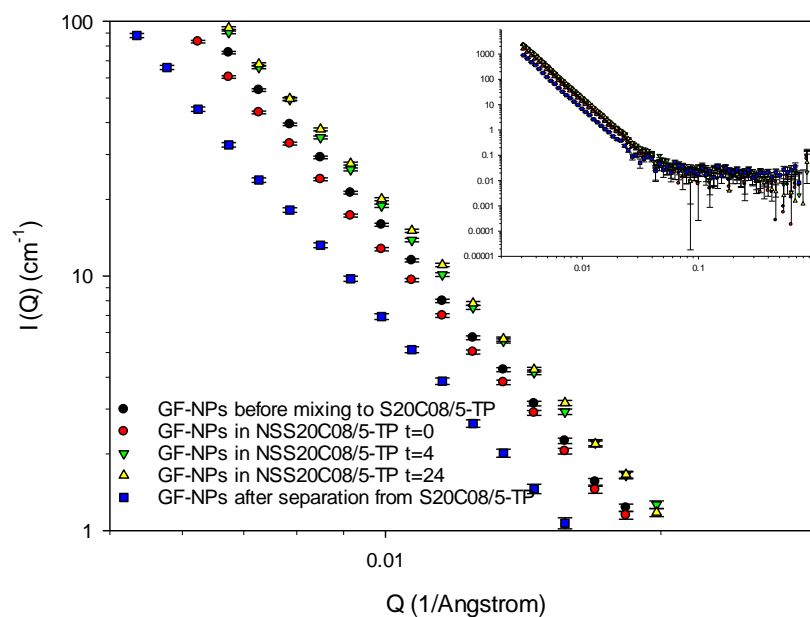 100
10
1
I (Q) (cm-1)
10000
1000
100
10
1
0.1
0.01
0.001
0.0001
0.00001
0.01
0.1
GF-NPs before mixing to S20C08/5-TP
GF-NPs in NSS20C08/5-TP t=0
GF-NPs in NSS20C08/5-TP t=4
GF-NPs in NSS20C08/5-TP t=24
GF-NPs after separation from S20C08/5-TP
0.01
Q (1/Angstrom)